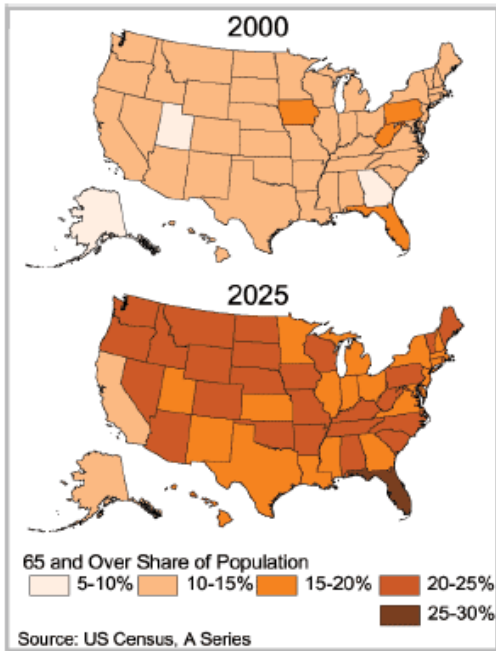 2000
2025
65 and Over Share of Population
5-10% 10-15% 15-20% 20-25%
25-30%
Source: US Census, A Series